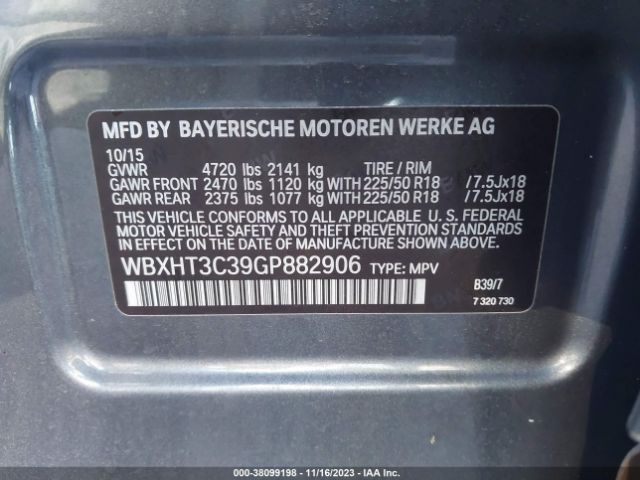 MFD BY BAYERISCHE MOTOREN WERKE AG
10/15
GVWR 4720 lbs 2141 kg TIRE / RIM
GAWR FRONT 2470 lbs 1120 kg WITH 225/50 R18 /7.5Jx18
GAWR REAR 2375 lbs 1077 kg WITH 225/50 R18 /7.5Jx18
THIS VEHICLE CONFORMS TO ALL APPLICABLE U. S. FEDERAL
MOTOR VEHICLE SAFETY AND THEFT PREVENTION STANDARDS
IN EFFECT ON THE DATE OF MANUFACTURE SHOWN ABOVE.
WBXHT3C39GP882906 TYPE: MPV
B39/7
7 320 730
000-38099198 - 11/16/2023 - IAA Inc.